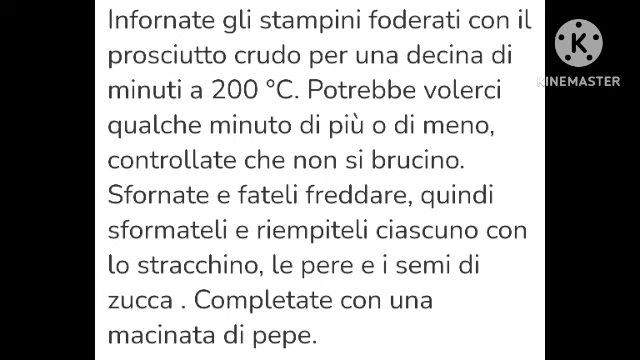 Infornate gli stampini foderati con il
prosciutto crudo per una decina di
minuti a 200 °C. Potrebbe volerci
qualche minuto di più o di meno,
controllate che non si brucino.
Sfornate e fateli freddare, quindi
sformateli e riempiteli ciascuno con
lo stracchino, le pere e i semi di
zucca . Completate con una
macinata di pepe.
K
KINEMASTER